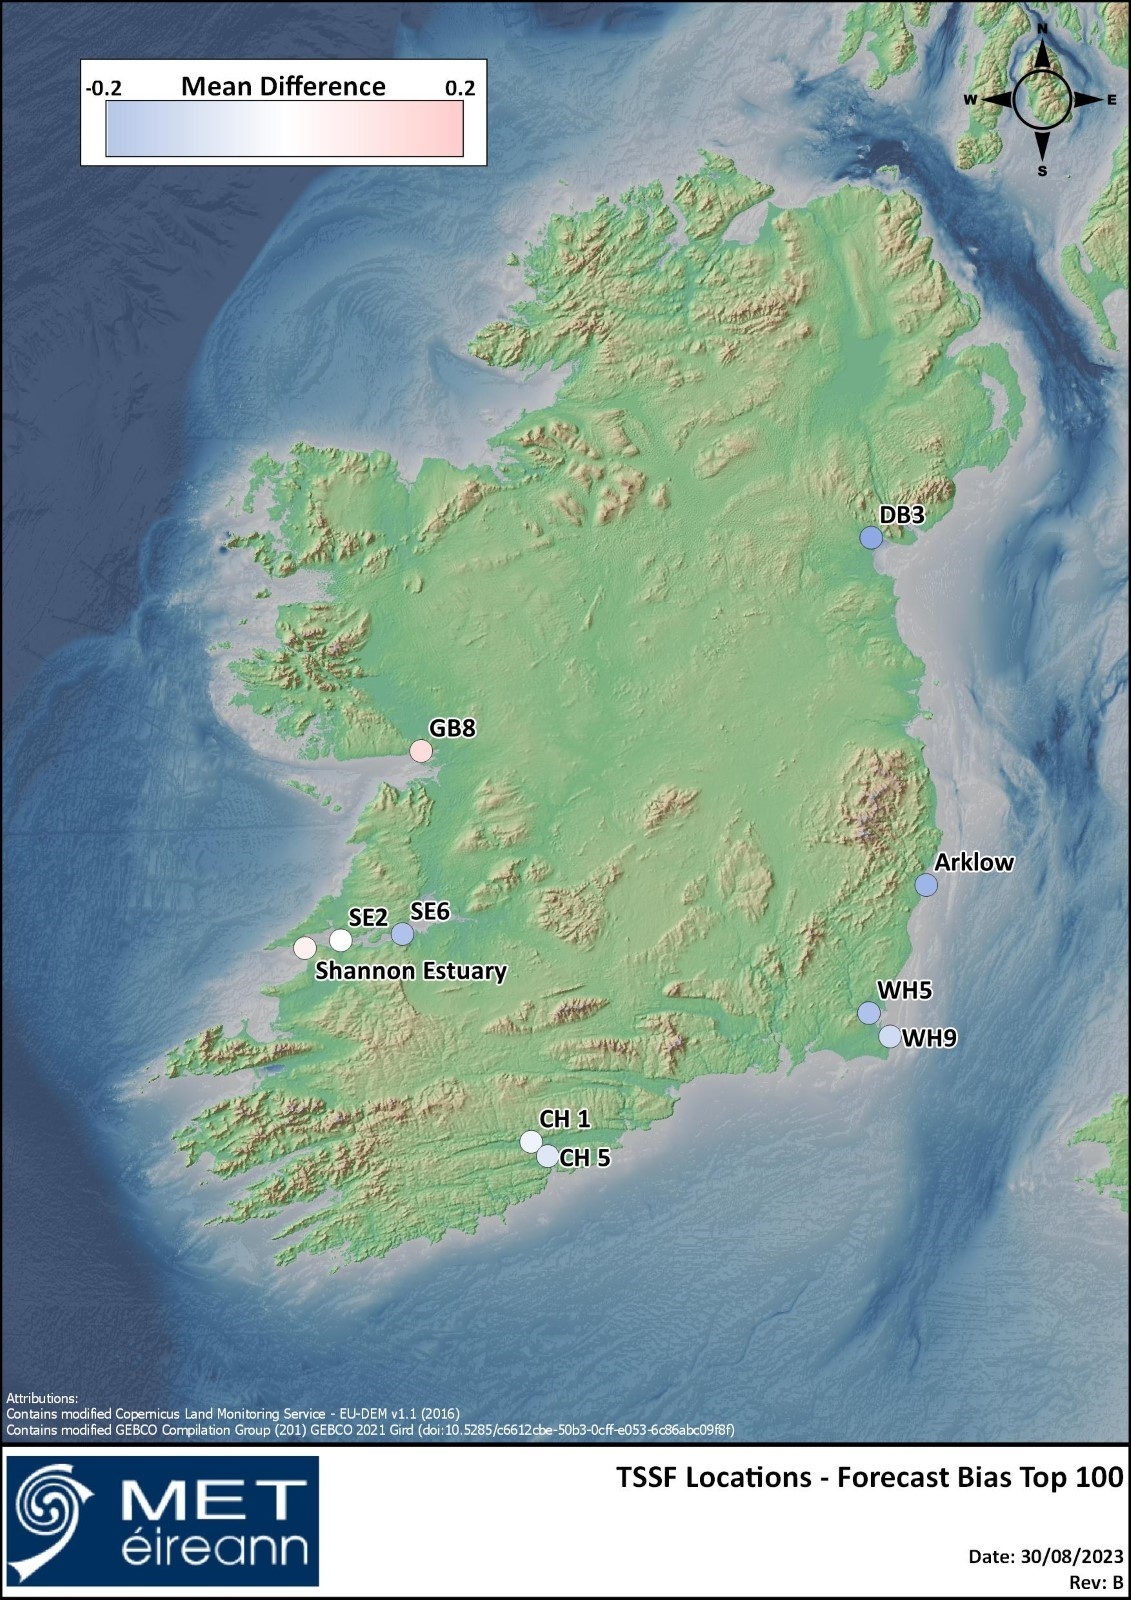 N
W E
S
Mean Difference
-0.2 0.2
DB3
GB8
Arklow
SE2
SE6
Shannon Estuary
WH5
WH9
CH 1
CH 5
Attributions:
Contains modified Copernicus Land Monitoring Service - EU-DEM v1.1 (2016)
Contains modified GEBCO Compilation Group (201) GEBCO 2021 Gird (doi:10.5285/c6612cbe-50b3-0cff-e053-6c86abc09f8f)
MET
éireann
TSSF Locations - Forecast Bias Top 100
Date: 30/08/2023
Rev: B